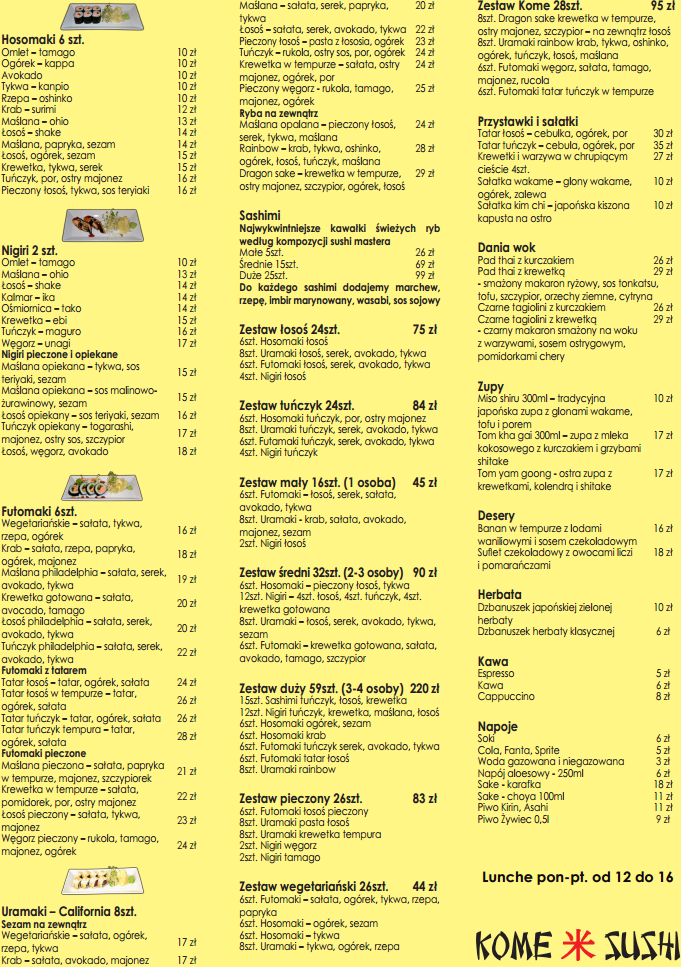 Hosomaki 6 szt.
Omlet – tamago 10 zł
Ogórek – kappa 10 zł
Avokado 10 zł
Tykwa – kanpio 10 zł
Rzepa – oshinko 10 zł
Krab – surimi 12 zł
Maślana – ohio 13 zł
Łosoś – shake 14 zł
Maślana, papryka, sezam 14 zł
Łosoś, ogórek, sezam 15 zł
Krewetka, tykwa, serek 15 zł
Tuńczyk, por, ostry majonez 16 zł
Pieczony łosoś, tykwa, sos teryiaki 16 zł
Nigiri 2 szt.
Omlet – tamago 10 zł
Maślana – ohio 13 zł
Łosoś – shake 14 zł
Kalmar – ika 14 zł
Ośmiornica – tako 14 zł
Krewetka – ebi 15 zł
Tuńczyk – maguro 16 zł
Węgorz – unagi 17 zł
Nigiri pieczone i opiekane
Maślana opiekana – tykwa, sos
teryiaki, sezam 15 zł
Maślana opiekana – sos malinowo-
żurawinowy, sezam 15 zł
Łosoś opiekany – sos teryiaki, sezam 16 zł
Tuńczyk opiekany – togarashi,
majonez, ostry sos, szczypior 17 zł
Łosoś, węgorz, avokado 18 zł
Futomaki 6szt.
Wegetariańskie – sałata, tykwa,
rzepa, ogórek 16 zł
Krab – sałata, rzepa, papryka,
ogórek, majonez 18 zł
Maślana philadelphia – sałata, serek,
avokado, tykwa 19 zł
Krewetka gotowana – sałata,
avocado, tamago 20 zł
Łosoś philadelphia – sałata, serek,
avokado, tykwa 20 zł
Tuńczyk philadelphia – sałata, serek,
avokado, tykwa 22 zł
Futomaki z tatarem
Tatar łosoś – tatar, ogórek, sałata 24 zł
Tatar łosoś w tempurze – tatar,
ogórek, sałata 26 zł
Tatar tuńczyk – tatar, ogórek, sałata 26 zł
Tatar tuńczyk tempura – tatar,
ogórek, sałata 28 zł
Futomaki pieczone
Maślana pieczona – sałata, papryka
w tempurze, majonez, szczypiorek 21 zł
Krewetka w tempurze – sałata,
pomidorek, por, ostry majonez 22 zł
Łosoś pieczony – sałata, tykwa,
majonez 23 zł
Węgorz pieczony – rukola, tamago,
majonez, ogórek 24 zł
Uramaki – California 8szt.
Sezam na zewnątrz
Wegetariańskie – sałata, ogórek,
rzepa, tykwa 17 zł
Krab – sałata, avokado, majonez 17 zł
Maślana – sałata, serek, papryka, 20 zł
tykwa
Łosoś – sałata, serek, avokado, tykwa 22 zł
Pieczony łosoś – pasta z łososia, ogórek 23 zł
Tuńczyk – rukola, ostry sos, por, ogórek 24 zł
Krewetka w tempurze – sałata, ostry 24 zł
majonez, ogórek, por
Pieczony węgorz - rukola, tamago, 25 zł
majonez, ogórek
Ryba na zewnątrz
Maślana opalana – pieczony łosoś, 24 zł
serek, tykwa, maślana
Rainbow – krab, tykwa, oshinko, 28 zł
ogórek, łosoś, tuńczyk, maślana
Dragon sake – krewetka w tempurze, 29 zł
ostry majonez, szczypior, ogórek, łosoś
Sashimi
Najwykwintniejsze kawałki świeżych ryb
według kompozycji sushi mastera
Małe 5szt. 26 zł
Średnie 15szt. 69 zł
Duże 25szt. 99 zł
Do każdego sashimi dodajemy marchew,
rzepę, imbir marynowany, wasabi, sos sojowy
Zestaw łosoś 24szt. 75 zł
6szt. Hosomaki łosoś
8szt. Uramaki łosoś, serek, avokado, tykwa
6szt. Futomaki łosoś, serek, avokado, tykwa
4szt. Nigiri łosoś
Zestaw tuńczyk 24szt. 84 zł
6szt. Hosomaki tuńczyk, por, ostry majonez
8szt. Uramaki tuńczyk, serek, avokado, tykwa
6szt. Futamaki tuńczyk, serek, avokado, tykwa
4szt. Nigiri tuńczyk
Zestaw mały 16szt. (1 osoba) 45 zł
6szt. Futomaki – łosoś, serek, sałata,
avokado, tykwa
8szt. Uramaki - krab, sałata, avokado,
majonez, sezam
2szt. Nigiri łosoś
Zestaw średni 32szt. (2-3 osoby) 90 zł
6szt. Hosomaki – pieczony łosoś, tykwa
12szt. Nigiri – 4szt. łosoś, 4szt. tuńczyk, 4szt.
krewetka gotowana
8szt. Uramaki – łosoś, serek, avokado, tykwa,
sezam
6szt. Futomaki – krewetka gotowana, sałata,
avokado, tamago, szczypior
Zestaw duży 59szt. (3-4 osoby) 220 zł
15szt. Sashimi tuńczyk, łosoś, krewetka
12szt. Nigiri tuńczyk, krewetka, maślana, łosoś
6szt. Hosomaki ogórek, sezam
6szt. Hosomaki krab
6szt. Futomaki tuńczyk serek, avokado, tykwa
6szt. Futomaki tatar łosoś
8szt. Uramaki rainbow
Zestaw pieczony 26szt. 83 zł
6szt. Futomaki łosoś pieczony
8szt. Uramaki pasta łosoś
8szt. Uramaki krewetka tempura
2szt. Nigiri węgorz
2szt. Nigiri tamago
Zestaw wegetariański 26szt. 44 zł
6szt. Futomaki – sałata, ogórek, tykwa, rzepa,
papryka
6szt. Hosomaki – ogórek, sezam
6szt. Hosomaki – tykwa
8szt. Uramaki – tykwa, ogórek, rzepa
Zestaw Kome 28szt. 95 zł
8szt. Dragon sake krewetka w tempurze,
ostry majonez, szczypior – na zewnątrz łosoś
8szt. Uramaki rainbow krab, tykwa, oshinko,
ogórek, tuńczyk, łosoś, maślana
6szt. Futomaki węgorz, sałata, tamago,
majonez, rucola
6szt. Futomaki tatar tuńczyk w tempurze
Przystawki i sałatki
Tatar łosoś – cebulka, ogórek, por 30 zł
Tatar tuńczyk – cebula, ogórek, por 35 zł
Krewetki i warzywa w chrupiącym 27 zł
cieście 4szt.
Sałatka wakame – glony wakame, 10 zł
ogórek, zalewa
Sałatka kim chi – japońska kiszona 10 zł
kapusta na ostro
Dania wok
Pad thai z kurczakiem 26 zł
Pad thai z krewetką 29 zł
- smażony makaron ryżowy, sos tonkatsu,
tofu, szczypior, orzechy ziemne, cytryna
Czarne tagiolini z kurczakiem 26 zł
Czarne tagiolini z krewetką 29 zł
- czarny makaron smażony na woku
z warzywami, sosem ostrygowym,
pomidorkami chery
Zupy
Miso shiru 300ml – tradycyjna 10 zł
japońska zupa z glonami wakame,
tofu i porem
Tom kha gai 300ml – zupa z mleka 17 zł
kokosowego z kurczakiem i grzybami
shitake
Tom yam goong - ostra zupa z 17 zł
krewetkami, kolendrą i shitake
Desery
Banan w tempurze z lodami 16 zł
waniliowymi i sosem czekoladowym
Suflet czekoladowy z owocami liczi 18 zł
i pomarańczami
Herbata
Dzbanuszek japońskiej zielonej 10 zł
herbaty
Dzbanuszek herbaty klasycznej 6 zł
Kawa
Espresso 5 zł
Kawa 6 zł
Cappuccino 8 zł
Napoje
Soki 6 zł
Cola, Fanta, Sprite 5 zł
Woda gazowana i niegazowana 3 zł
Napój aloesowy - 250ml 6 zł
Sake - karafka 18 zł
Sake - choya 100ml 11 zł
Piwo Kirin, Asahi 11 zł
Piwo Żywiec 0,5l 9 zł
Lunche pon-pt. od 12 do 16
KOME 米 SUSHI